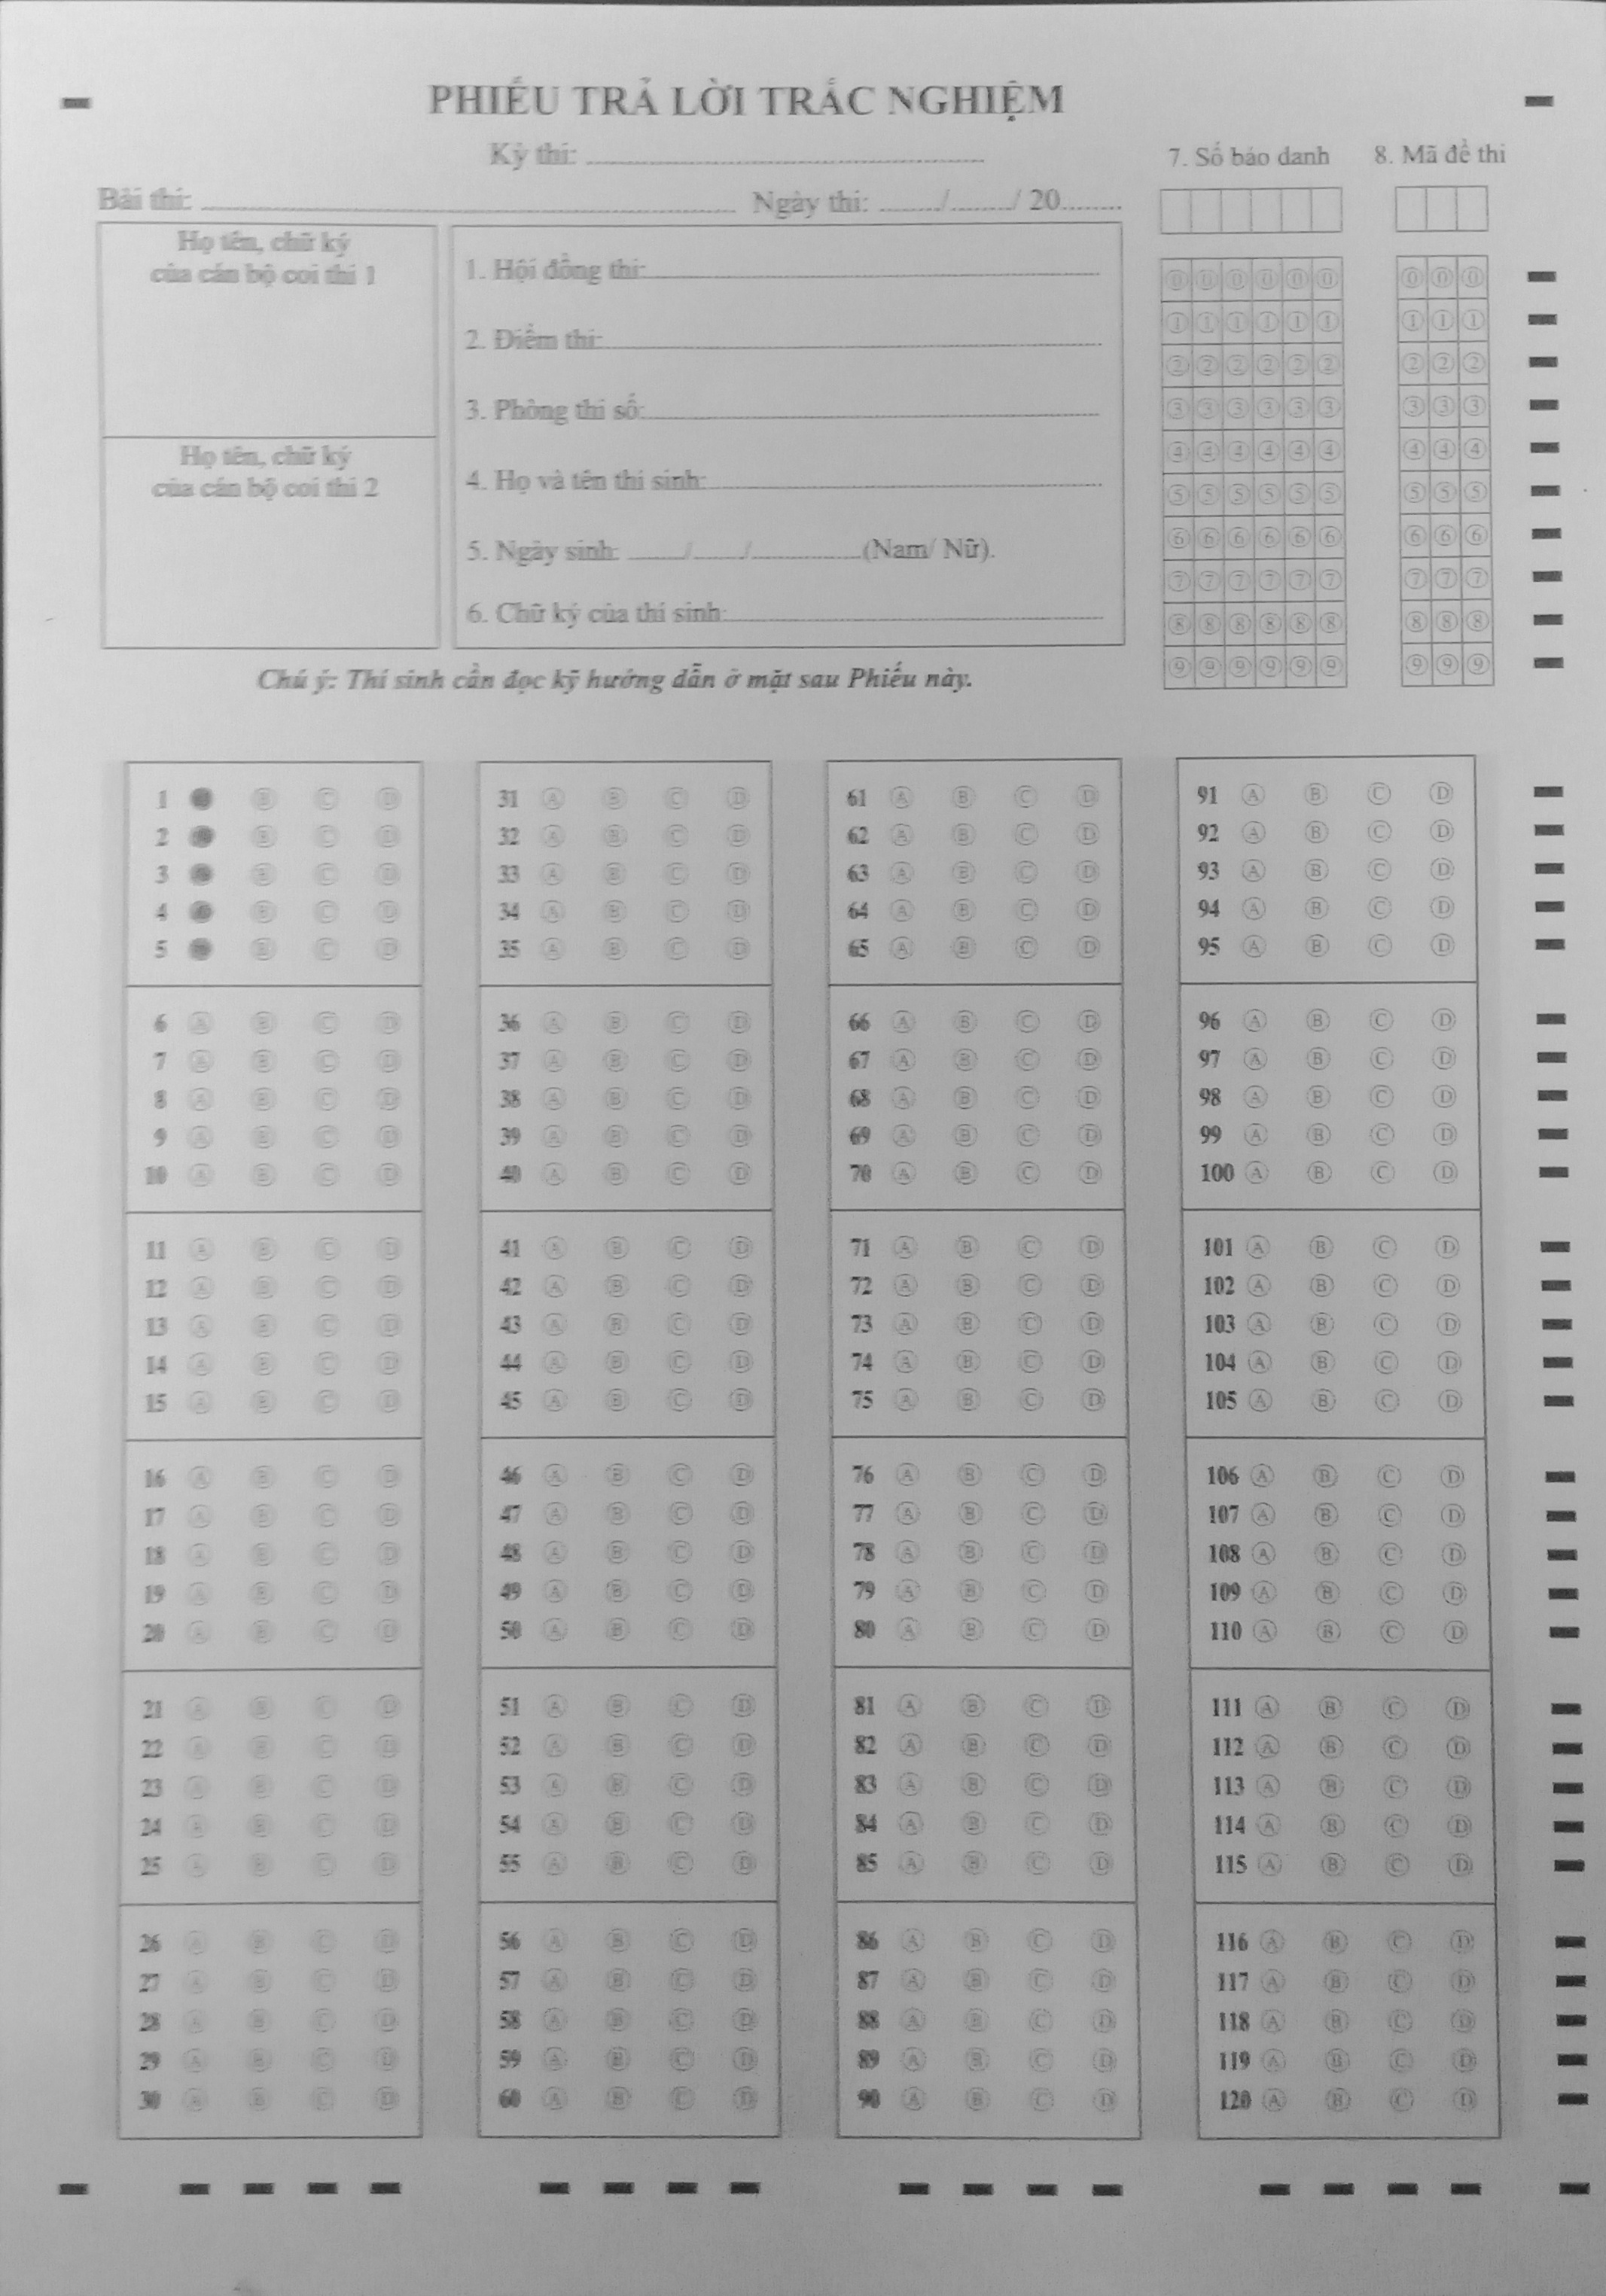 PHIẾU TRẢ LỜI TRẮC NGHIỆM
Kỳ thi:
7. Số báo danh
8. Mã đề thi
Bài thi:
Ngày thi: ......./......../ 20........
Họ tên, chữ ký
của cán bộ coi thi 1
Họ tên, chữ ký
của cán bộ coi thi 2
1. Hội đồng thi:
2. Điểm thi:
3. Phòng thi số:
4. Họ và tên thí sinh:
5. Ngày sinh: ......../......../..............(Nam/ Nữ).
6. Chữ ký của thí sinh:
0 0 0 0 0 0 0 0 0
1 1 1 1 1 1 1 1 1
2 2 2 2 2 2 2 2 2
3 3 3 3 3 3 3 3 3
4 4 4 4 4 4 4 4 4
5 5 5 5 5 5 5 5 5
6 6 6 6 6 6 6 6 6
7 7 7 7 7 7 7 7 7
8 8 8 8 8 8 8 8 8
9 9 9 9 9 9 9 9 9
Chú ý: Thí sinh cần đọc kỹ hướng dẫn ở mặt sau Phiếu này.
1 B C D
2 B C D
3 B C D
4 B C D
5 B C D
6 A B C D
7 A B C D
8 A B C D
9 A B C D
10 A B C D
11 A B C D
12 A B C D
13 A B C D
14 A B C D
15 A B C D
16 A B C D
17 A B C D
18 A B C D
19 A B C D
20 A B C D
21 A B C D
22 A B C D
23 A B C D
24 A B C D
25 A B C D
26 A B C D
27 A B C D
28 A B C D
29 A B C D
30 A B C D
31 A B C D
32 A B C D
33 A B C D
34 A B C D
35 A B C D
36 A B C D
37 A B C D
38 A B C D
39 A B C D
40 A B C D
41 A B C D
42 A B C D
43 A B C D
44 A B C D
45 A B C D
46 A B C D
47 A B C D
48 A B C D
49 A B C D
50 A B C D
51 A B C D
52 A B C D
53 A B C D
54 A B C D
55 A B C D
56 A B C D
57 A B C D
58 A B C D
59 A B C D
60 A B C D
61 A B C D
62 A B C D
63 A B C D
64 A B C D
65 A B C D
66 A B C D
67 A B C D
68 A B C D
69 A B C D
70 A B C D
71 A B C D
72 A B C D
73 A B C D
74 A B C D
75 A B C D
76 A B C D
77 A B C D
78 A B C D
79 A B C D
80 A B C D
81 A B C D
82 A B C D
83 A B C D
84 A B C D
85 A B C D
86 A B C D
87 A B C D
88 A B C D
89 A B C D
90 A B C D
91 A B C D
92 A B C D
93 A B C D
94 A B C D
95 A B C D
96 A B C D
97 A B C D
98 A B C D
99 A B C D
100 A B C D
101 A B C D
102 A B C D
103 A B C D
104 A B C D
105 A B C D
106 A B C D
107 A B C D
108 A B C D
109 A B C D
110 A B C D
111 A B C D
112 A B C D
113 A B C D
114 A B C D
115 A B C D
116 A B C D
117 A B C D
118 A B C D
119 A B C D
120 A B C D